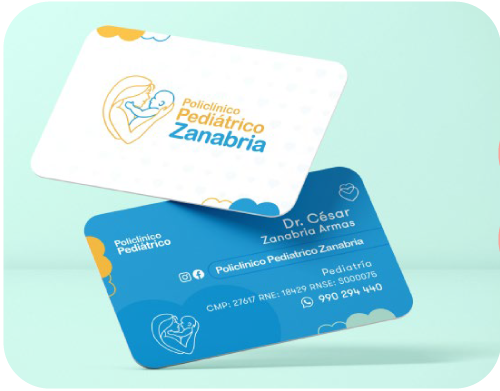 Policlínico
Pediátrico
Zanabria
Policlínico
Pediátrico
Dr. César
Zanabria Armas
Policlínico Pediatrico Zanabria
Pediatría
CMP: 27617 RNE: 18429 RNSE: S000075
990 294 440